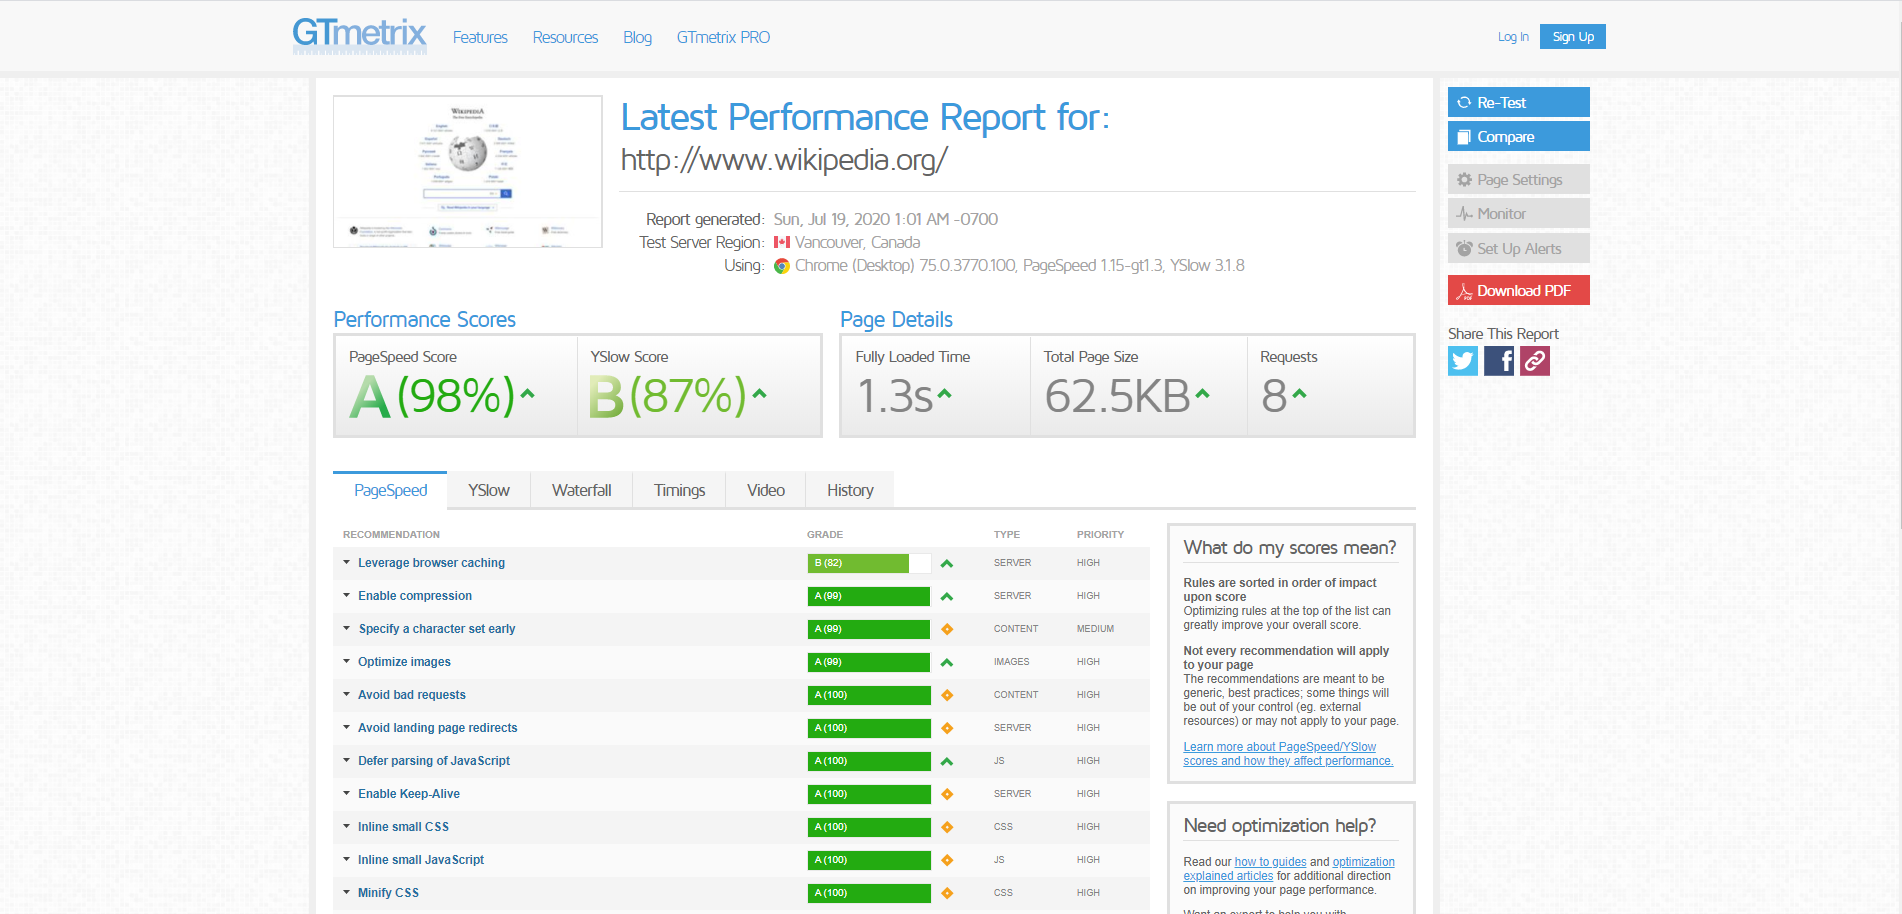 GTmetrix
Features Resources Blog GTmetrix PRO
Log In Sign Up
WIKIPEDIA
Latest Performance Report for:
http://www.wikipedia.org/
Report generated: Sun, Jul 19, 2020 1:01 AM -0700
Test Server Region: Vancouver, Canada
Using: Chrome (Desktop) 75.0.3770.100, PageSpeed 1.15-gt1.3, YSlow 3.1.8
Re-Test
Compare
Page Settings
Monitor
Set Up Alerts
Download PDF
Share This Report
Performance Scores
PageSpeed Score YSlow Score
A (98%) B (87%)
Page Details
Fully Loaded Time Total Page Size Requests
1.3s 62.5KB 8
PageSpeed YSlow Waterfall Timings Video History
RECOMMENDATION GRADE TYPE PRIORITY
Leverage browser caching B (82) SERVER HIGH
Enable compression A (99) SERVER HIGH
Specify a character set early A (99) CONTENT MEDIUM
Optimize images A (99) IMAGES HIGH
Avoid bad requests A (100) CONTENT HIGH
Avoid landing page redirects A (100) SERVER HIGH
Defer parsing of JavaScript A (100) JS HIGH
Enable Keep-Alive A (100) SERVER HIGH
Inline small CSS A (100) CSS HIGH
Inline small JavaScript A (100) JS HIGH
Minify CSS A (100) CSS HIGH
What do my scores mean?
Rules are sorted in order of impact
upon score
Optimizing rules at the top of the list can
greatly improve your overall score.
Not every recommendation will apply
to your page
The recommendations are meant to be
generic, best practices; some things will
be out of your control (eg. external
resources) or may not apply to your page.
Learn more about PageSpeed/YSlow
scores and how they affect performance.
Need optimization help?
Read our how to guides and optimization
explained articles for additional direction
on improving your page performance.
Want an expert to help you with